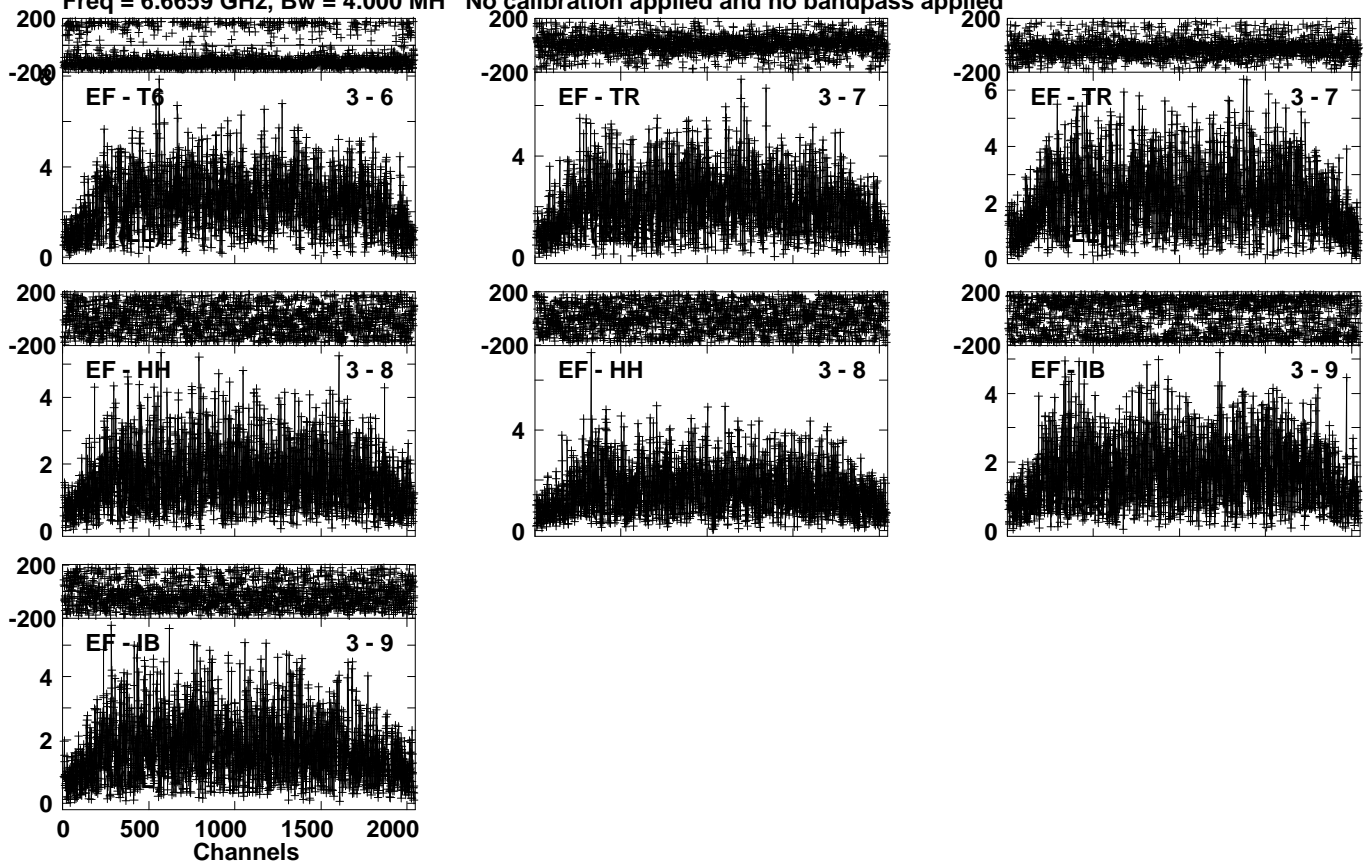 Freq = 6.6659 GHz, Bw = 4.000 MH No calibration applied and no bandpass applied
200 200 200
-200 -200 -200
EF - T6 3 - 6 EF - TR 3 - 7 EF - TR 3 - 7
8
6
4 4 4
2
0 0 0
200 200 200
-200 -200 -200
EF - HH 3 - 8 EF - HH 3 - 8 EF - IB 3 - 9
4 4 4
2 2
0 0 0
200
-200
EF - IB 3 - 9
4
2
0
0 500 1000 1500 2000
Channels